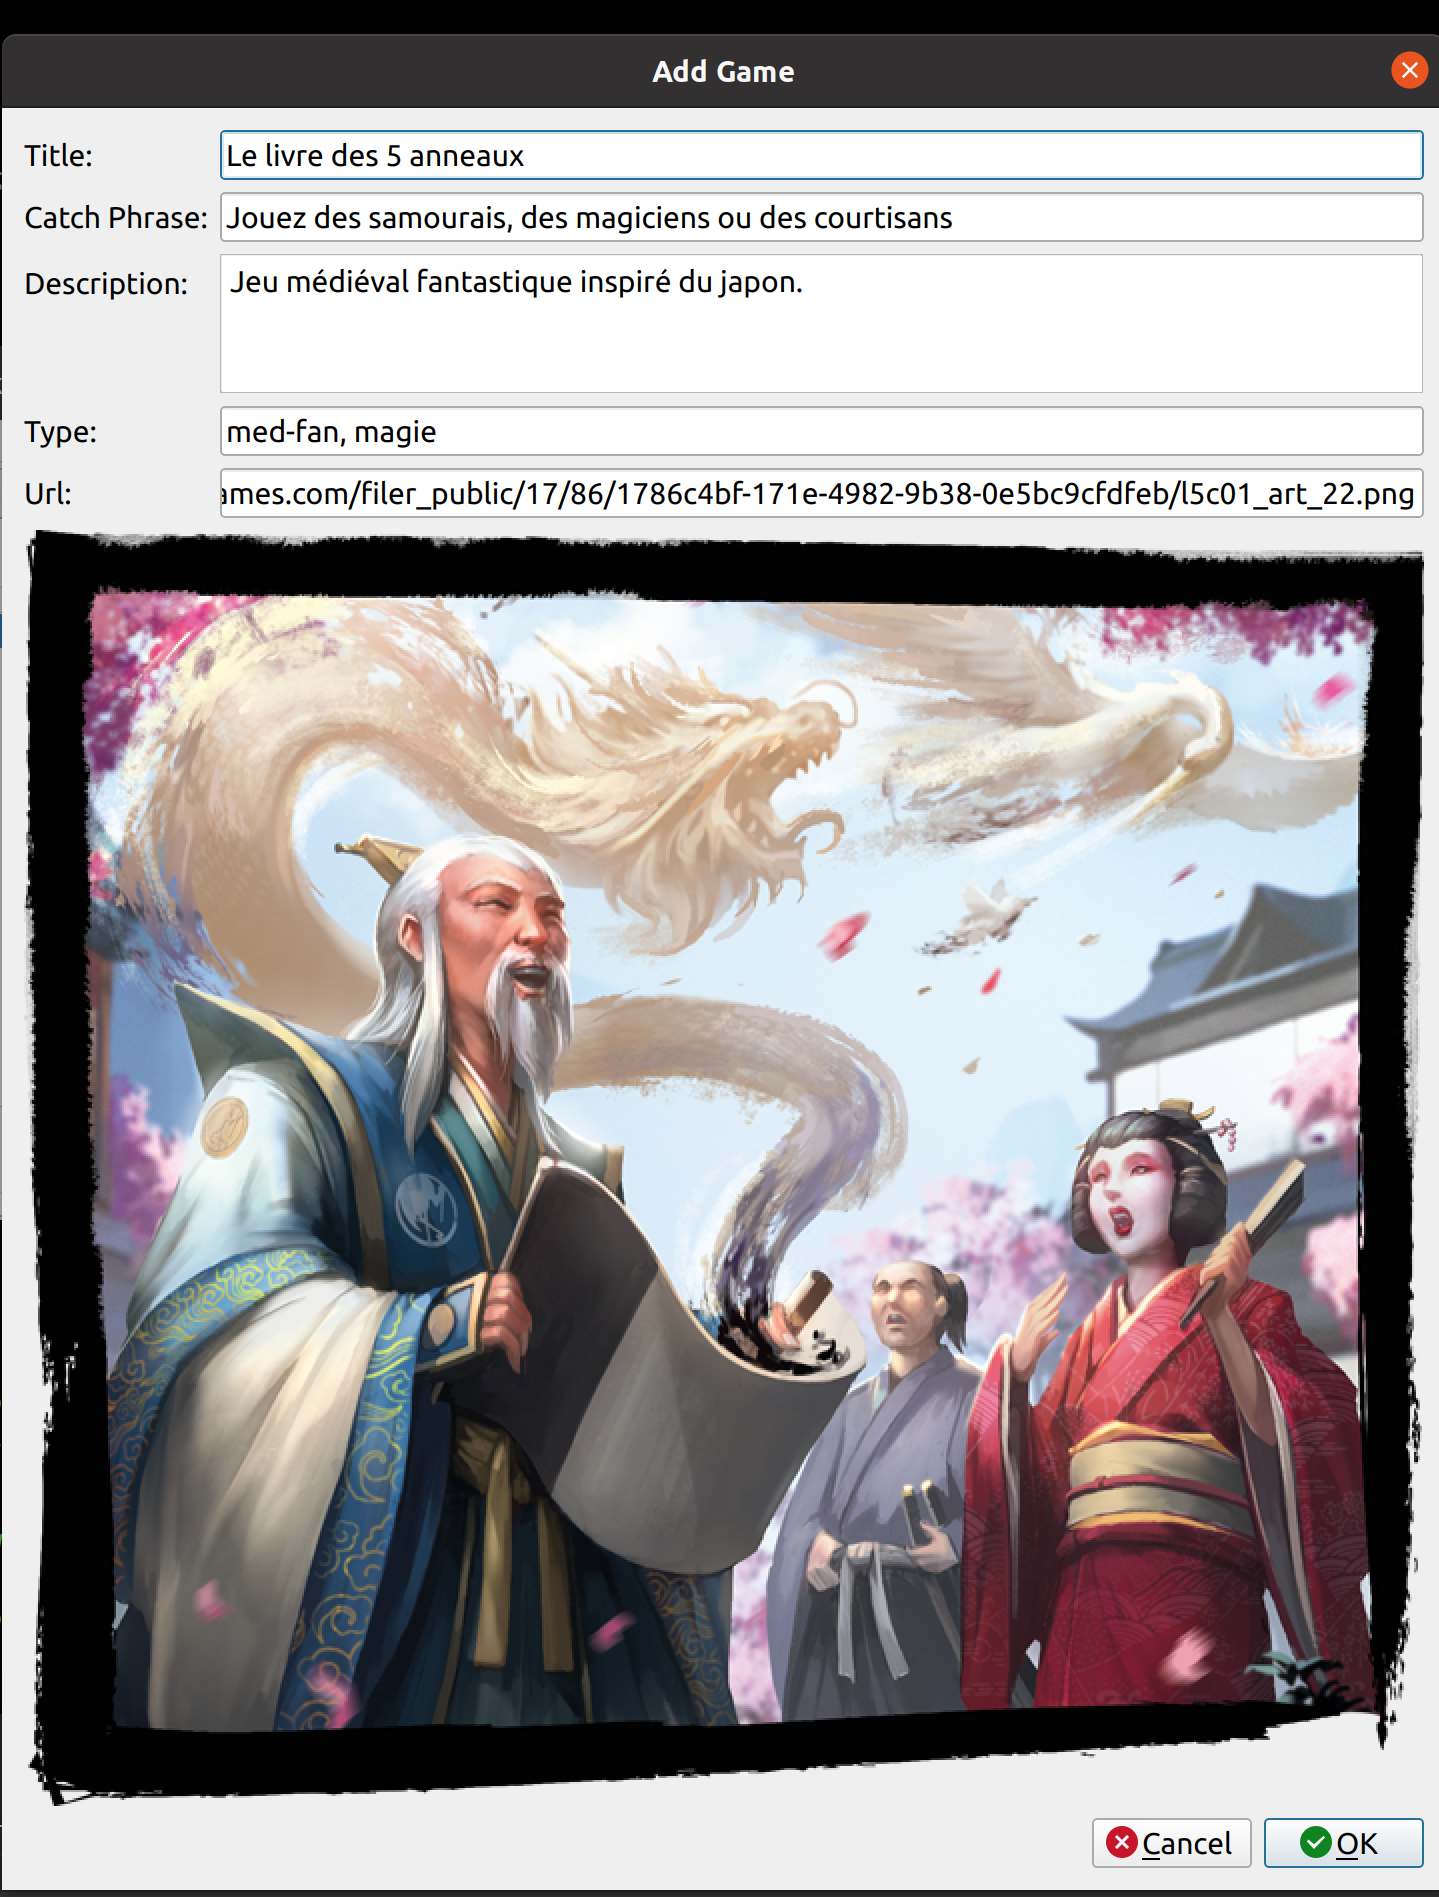 Add Game
Title: Le livre des 5 anneaux
Catch Phrase: Jouez des samourais, des magiciens ou des courtisans
Description: Jeu médiéval fantastique inspiré du japon.
Type: med-fan, magie
Url: ames.com/filer_public/17/86/1786c4bf-171e-4982-9b38-0e5bc9cfdfeb/l5c01_art_22.png
Cancel OK